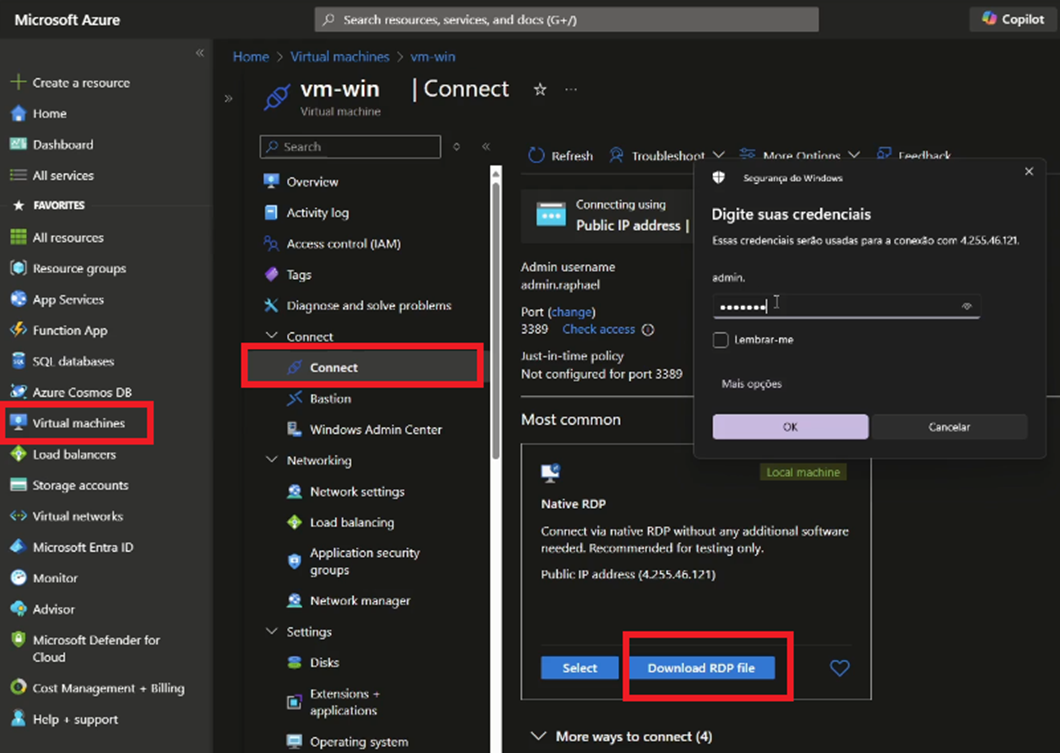 Microsoft Azure
Search resources, services, and docs (G+/)
Copilot
Create a resource
Home
Dashboard
All services
FAVORITES
All resources
Resource groups
App Services
Function App
SQL databases
Azure Cosmos DB
Virtual machines
Load balancers
Storage accounts
Virtual networks
Microsoft Entra ID
Monitor
Advisor
Microsoft Defender for
Cloud
Cost Management + Billing
Help + support
Home > Virtual machines > vm-win
vm-win | Connect
Virtual machine
Search
Overview
Activity log
Access control (IAM)
Tags
Diagnose and solve problems
Connect
Connect
Bastion
Windows Admin Center
Networking
Network settings
Load balancing
Application security
groups
Network manager
Settings
Disks
Extensions +
applications
Operating system
Refresh Troubleshoot More Options Feedback
Connecting using
Public IP address |
Admin username
admin.raphael
Port (change)
3389 Check access
Just-in-time policy
Not configured for port 3389
Most common
Local machine
Native RDP
Connect via native RDP without any additional software
needed. Recommended for testing only.
Public IP address (4.255.46.121)
Select Download RDP file
More ways to connect (4)
Segurança do Windows
Digite suas credenciais
Essas credenciais serão usadas para a conexão com 4.255.46.121.
admin.
•••••••
Lembrar-me
Mais opções
OK Cancelar